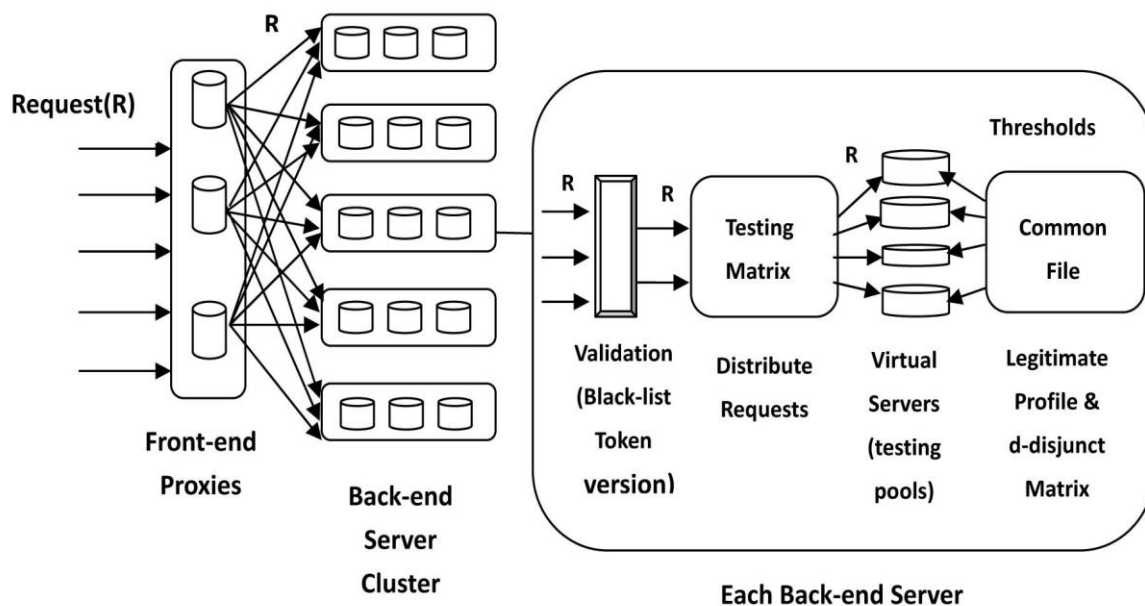 R
Request(R)
Front-end
Proxies
Back-end
Server
Cluster
R
R
Testing
Matrix
R
Thresholds
Common
File
Validation
(Black-list
Token
version)
Distribute
Requests
Virtual
Servers
(testing
pools)
Legitimate
Profile &
d-disjunct
Matrix
Each Back-end Server